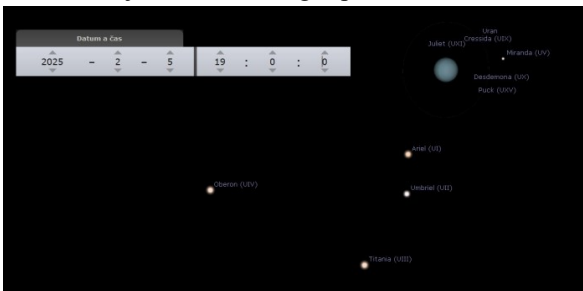 Datum a čas
2025 – 2 – 5 19 : 0 : 0
Uran
Cressida (UIX)
Juliet (UXI)
Miranda (UV)
Desdemona (UX)
Puck (UXV)
Ariel (UI)
Oberon (UIV)
Umbriel (UII)
Titania (UIII)